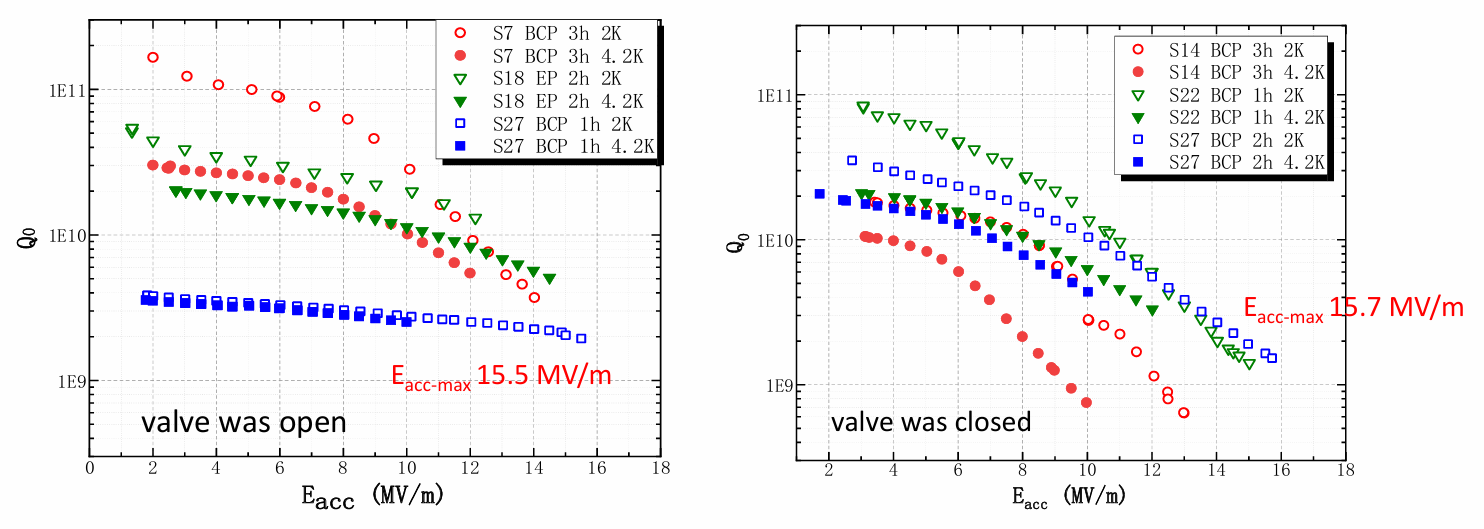 S7 BCP 3h 2K
S7 BCP 3h 4.2K
S18 EP 2h 2K
S18 EP 2h 4.2K
S27 BCP 1h 2K
S27 BCP 1h 4.2K
1E11
1E10
1E9
Q0
Eacc-max 15.5 MV/m
valve was open
0 2 4 6 8 10 12 14 16 18
Eacc (MV/m)
S14 BCP 3h 2K
S14 BCP 3h 4.2K
S22 BCP 1h 2K
S22 BCP 1h 4.2K
S27 BCP 2h 2K
S27 BCP 2h 4.2K
1E11
1E10
1E9
Q0
Eacc-max 15.7 MV/m
valve was closed
2 4 6 8 10 12 14 16 18
Eacc (MV/m)